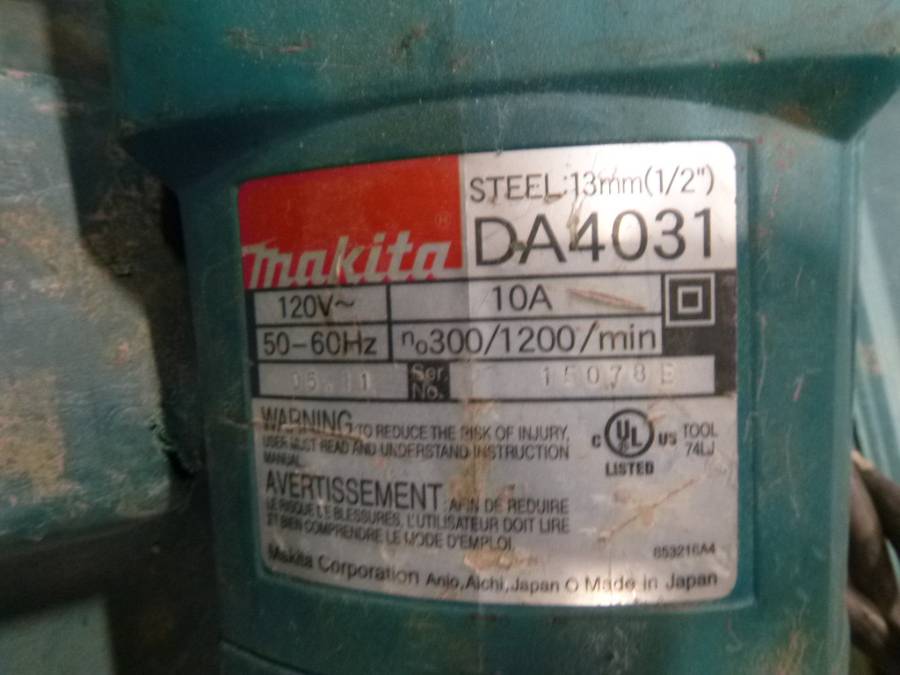 STEEL:13mm(1/2")
makita®
DA4031
120V~ 10A
50-60Hz n₀300/1200/min
05.11 Ser. No. 15078E
WARNING TO REDUCE THE RISK OF INJURY,
USER MUST READ AND UNDERSTAND INSTRUCTION
MANUAL.
AVERTISSEMENT AFIN DE REDUIRE
LE RISQUE DE BLESSURES, L'UTILISATEUR DOIT LIRE
ET BIEN COMPRENDRE LE MODE D'EMPLOI.
C UL US TOOL
74LJ
LISTED
853216A4
Makita Corporation Anjo,Aichi,Japan Made in Japan